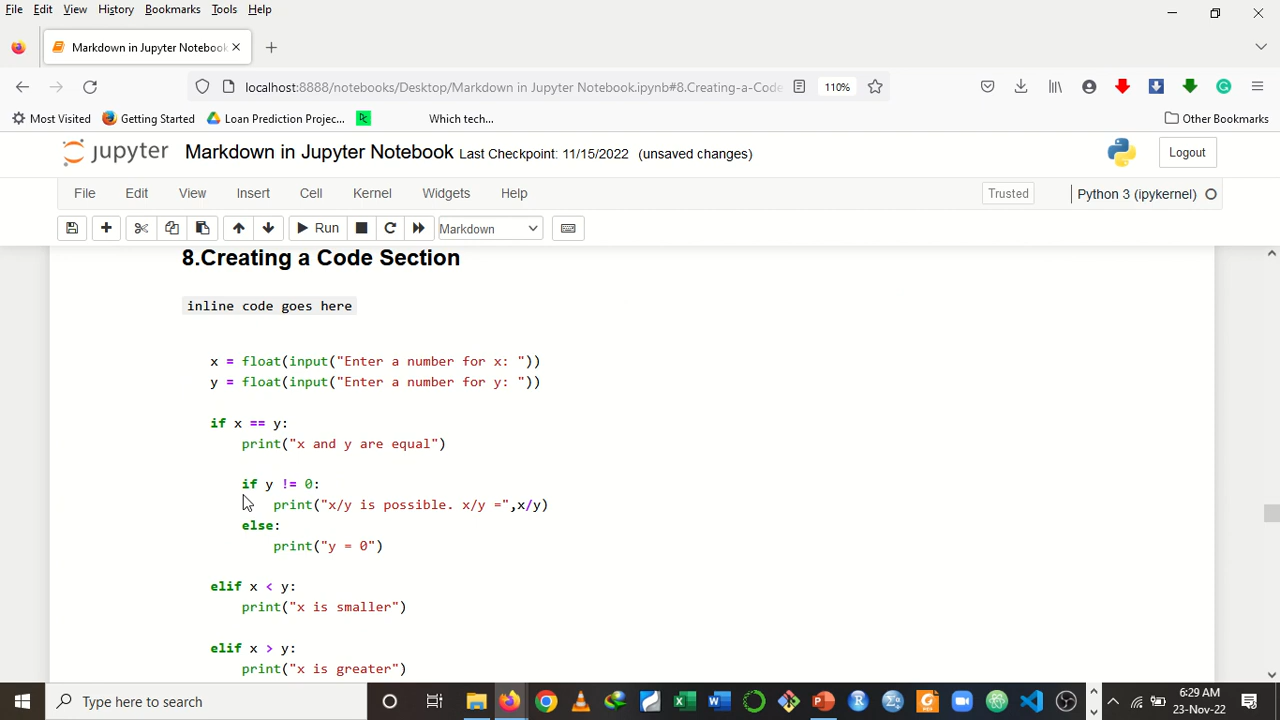 File Edit View History Bookmarks Tools Help
Markdown in Jupyter Notebook
localhost:8888/notebooks/Desktop/Markdown in Jupyter Notebook.ipynb#8.Creating-a-Code 110%
Most Visited Getting Started Loan Prediction Projec... Which tech... Other Bookmarks
jupyter Markdown in Jupyter Notebook Last Checkpoint: 11/15/2022 (unsaved changes) Logout
File Edit View Insert Cell Kernel Widgets Help Trusted Python 3 (ipykernel)
Run Markdown
8.Creating a Code Section
inline code goes here
x = float(input("Enter a number for x: "))
y = float(input("Enter a number for y: "))
if x == y:
print("x and y are equal")
if y != 0:
print("x/y is possible. x/y =",x/y)
else:
print("y = 0")
elif x < y:
print("x is smaller")
elif x > y:
print("x is greater")
Type here to search
6:29 AM
23-Nov-22